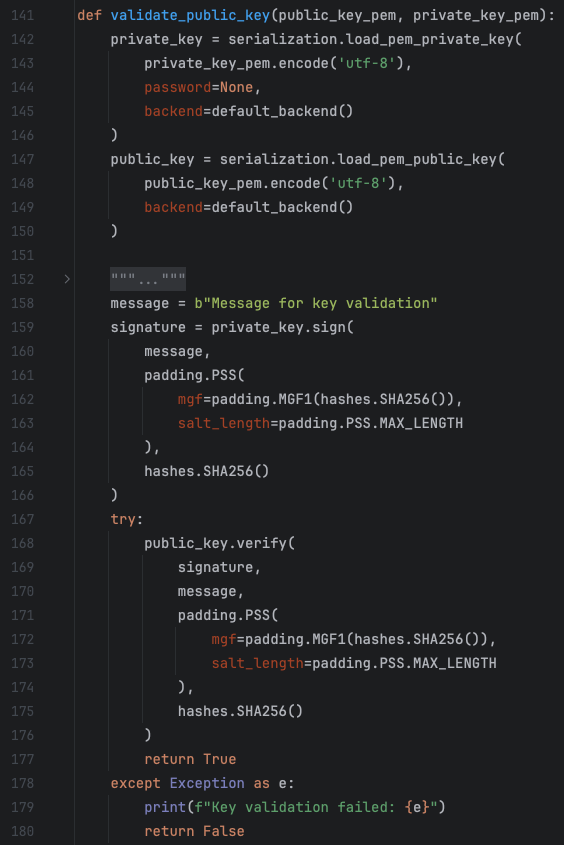 141 def validate_public_key(public_key_pem, private_key_pem):
142     private_key = serialization.load_pem_private_key(
143         private_key_pem.encode('utf-8'),
144         password=None,
145         backend=default_backend()
146     )
147     public_key = serialization.load_pem_public_key(
148         public_key_pem.encode('utf-8'),
149         backend=default_backend()
150     )
151
152     """..."""
158     message = b"Message for key validation"
159     signature = private_key.sign(
160         message,
161         padding.PSS(
162             mgf=padding.MGF1(hashes.SHA256()),
163             salt_length=padding.PSS.MAX_LENGTH
164         ),
165         hashes.SHA256()
166     )
167     try:
168         public_key.verify(
169             signature,
170             message,
171             padding.PSS(
172                 mgf=padding.MGF1(hashes.SHA256()),
173                 salt_length=padding.PSS.MAX_LENGTH
174             ),
175             hashes.SHA256()
176         )
177         return True
178     except Exception as e:
179         print(f"Key validation failed: {e}")
180         return False